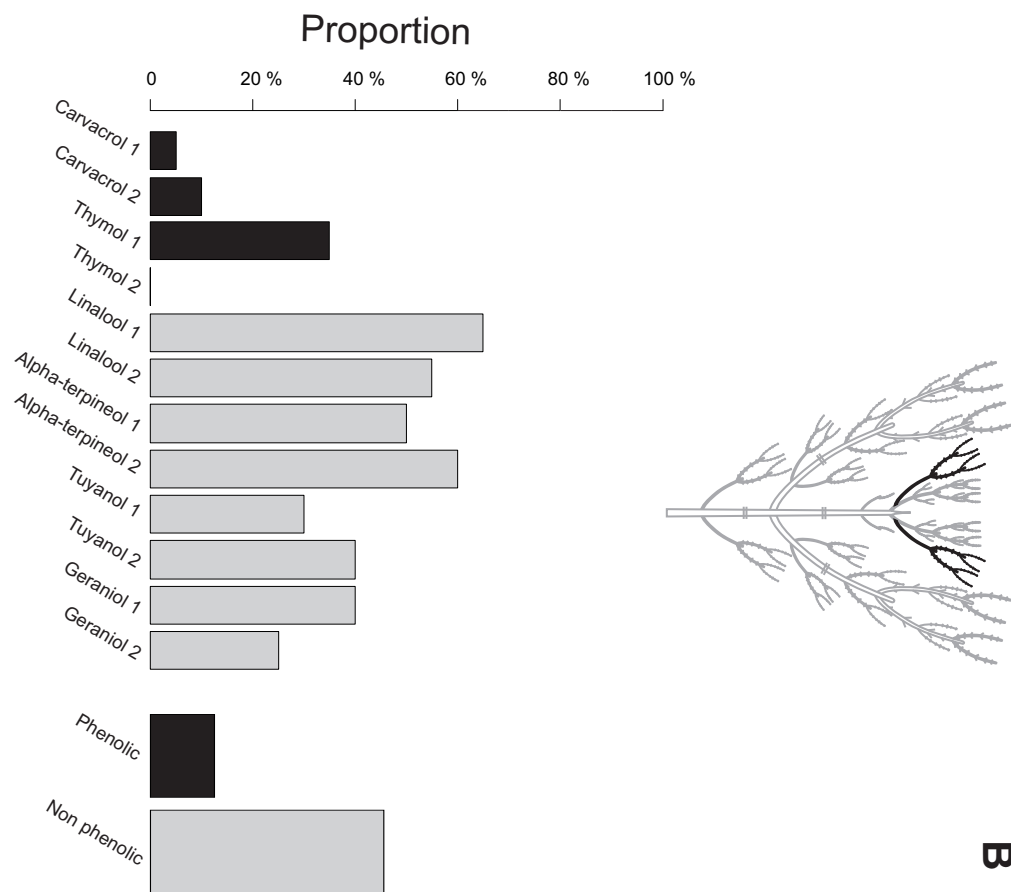 Proportion
0 20 % 40 % 60 % 80 % 100 %
Carvacrol 1
Carvacrol 2
Thymol 1
Thymol 2
Linalool 1
Linalool 2
Alpha-terpineol 1
Alpha-terpineol 2
Tuyanol 1
Tuyanol 2
Geraniol 1
Geraniol 2
Phenolic
Non phenolic
B